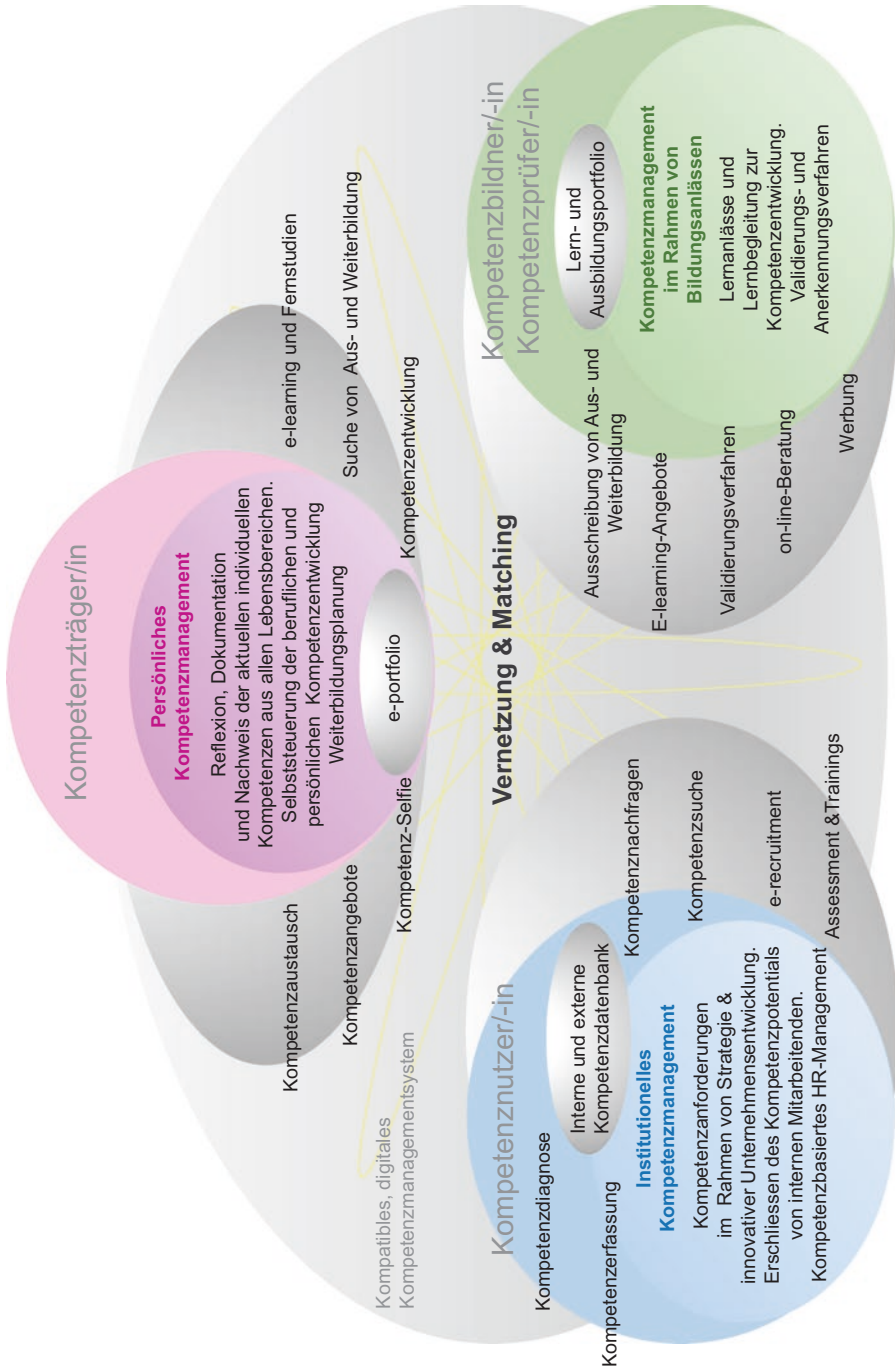 Kompetenzträger/in
Persönliches
Kompetenzmanagement
Reflexion, Dokumentation
und Nachweis der aktuellen individuellen
Kompetenzen aus allen Lebensbereichen.
Selbststeuerung der beruflichen und
persönlichen Kompetenzentwicklung
Weiterbildungsplanung
e-portfolio
Kompetenzaustausch
Kompetenzangebote
Kompetenz-Selfie
e-learning und Fernstudien
Suche von Aus- und Weiterbildung
Kompetenzentwicklung
Kompatibles, digitales
Kompetenzmanagementsystem
Vernetzung & Matching
Kompetenznutzer/-in
Kompetenzdiagnose
Kompetenzerfassung
Interne und externe
Kompetenzdatenbank
Institutionelles
Kompetenzmanagement
Kompetenzanforderungen
im Rahmen von Strategie &
innovativer Unternehmensentwicklung.
Erschliessen des Kompetenzpotentials
von internen Mitarbeitenden.
Kompetenzbasiertes HR-Management
Kompetenznachfragen
Kompetenzsuche
e-recruitment
Assessment &Trainings
Kompetenzbildner/-in
Kompetenzprüfer/-in
Lern- und
Ausbildungsportfolio
Kompetenzmanagement
im Rahmen von
Bildungsanlässen
Lernanlässe und
Lernbegleitung zur
Kompetenzentwicklung.
Validierungs- und
Anerkennungsverfahren
Ausschreibung von Aus- und
Weiterbildung
E-learning-Angebote
Validierungsverfahren
on-line-Beratung
Werbung